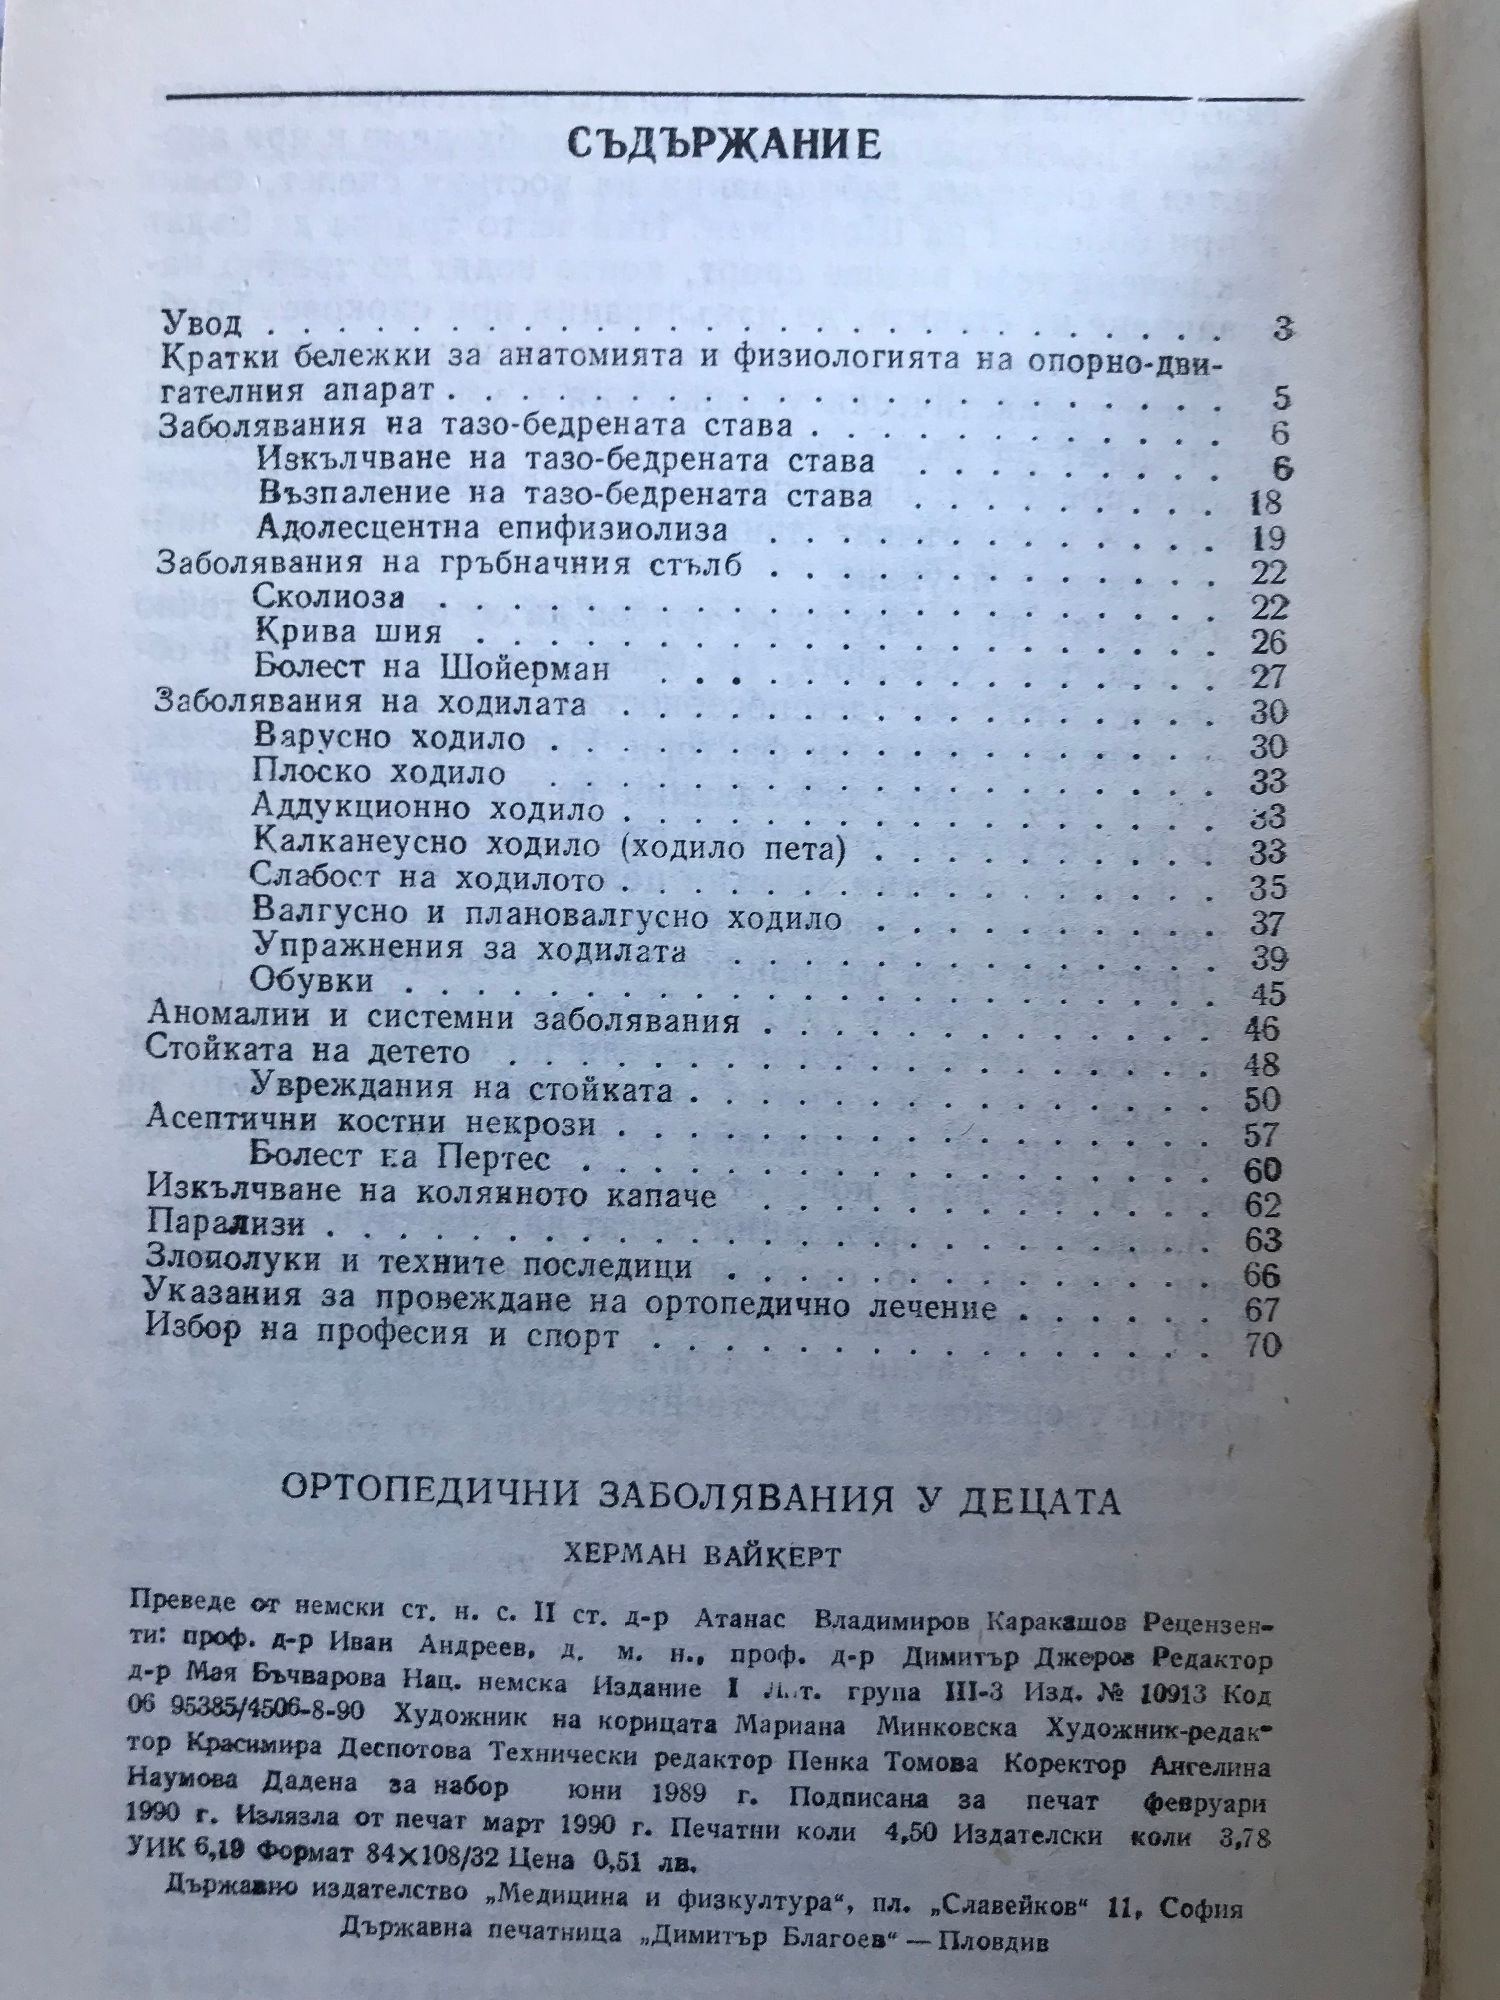 СЪДЪРЖАНИЕ
Увод . . . . . . . . . . . . . . . . . . . . . . . . . . . 3
Кратки бележки за анатомията и физиологията на опорно-дви-
гателния апарат . . . . . . . . . . . . . . . . . . . . . . 5
Заболявания на тазо-бедрената става . . . . . . . . . . . . 6
Изкълчване на тазо-бедрената става . . . . . . . . . 6
Възпаление на тазо-бедрената става . . . . . . . . . 18
Адолесцентна епифизиолиза . . . . . . . . . . . . . 19
Заболявания на гръбначния стълб . . . . . . . . . . . . . 22
Сколиоза . . . . . . . . . . . . . . . . . . . . . . 22
Крива шия . . . . . . . . . . . . . . . . . . . . . 26
Болест на Шойерман . . . . . . . . . . . . . . . . 27
Заболявания на ходилата . . . . . . . . . . . . . . . . . 30
Варусно ходило . . . . . . . . . . . . . . . . . . . 30
Плоско ходило . . . . . . . . . . . . . . . . . . . 33
Аддукционно ходило . . . . . . . . . . . . . . . . . 33
Калканеусно ходило (ходило пета) . . . . . . . . . . 33
Слабост на ходилото . . . . . . . . . . . . . . . . . 35
Валгусно и плановалгусно ходило . . . . . . . . . . 37
Упражнения за ходилата . . . . . . . . . . . . . . 39
Обувки . . . . . . . . . . . . . . . . . . . . . . . 45
Аномалии и системни заболявания . . . . . . . . . . . . . 46
Стойката на детето . . . . . . . . . . . . . . . . . . . . 48
Увреждания на стойката . . . . . . . . . . . . . . . 50
Асептични костни некрози . . . . . . . . . . . . . . . . . 57
Болест на Пертес . . . . . . . . . . . . . . . . . . 60
Изкълчване на колянното капаче . . . . . . . . . . . . . 62
Парализи . . . . . . . . . . . . . . . . . . . . . . . . . 63
Злополуки и техните последици . . . . . . . . . . . . . . 66
Указания за провеждане на ортопедично лечение . . . . . . 67
Избор на професия и спорт . . . . . . . . . . . . . . . . 70
ОРТОПЕДИЧНИ ЗАБОЛЯВАНИЯ У ДЕЦАТА
ХЕРМАН ВАЙКЕРТ
Преведе от немски ст. н. с. II ст. д-р Атанас Владимиров Каракашов Рецензен-
ти: проф. д-р Иван Андреев, д. м. н., проф. д-р Димитър Джеров Редактор
д-р Мая Бъчварова Нац. немска Издание I група III-3 Изд. № 10913 Код
06 95385/4506-8-90 Художник на корицата Мариана Минковска Художник-редак-
тор Красимира Деспотова Технически редактор Пенка Томова Коректор Ангелина
Наумова Дадена за набор юни 1989 г. Подписана за печат февруари
1990 г. Излязла от печат март 1990 г. Печатни коли 4,50 Издателски коли 3,78
УИК 6,19 Формат 84×108/32 Цена 0,51 лв.
Държавно издателство „Медицина и физкултура“, пл. „Славейков“ 11, София
Държавна печатница „Димитър Благоев“ — Пловдив